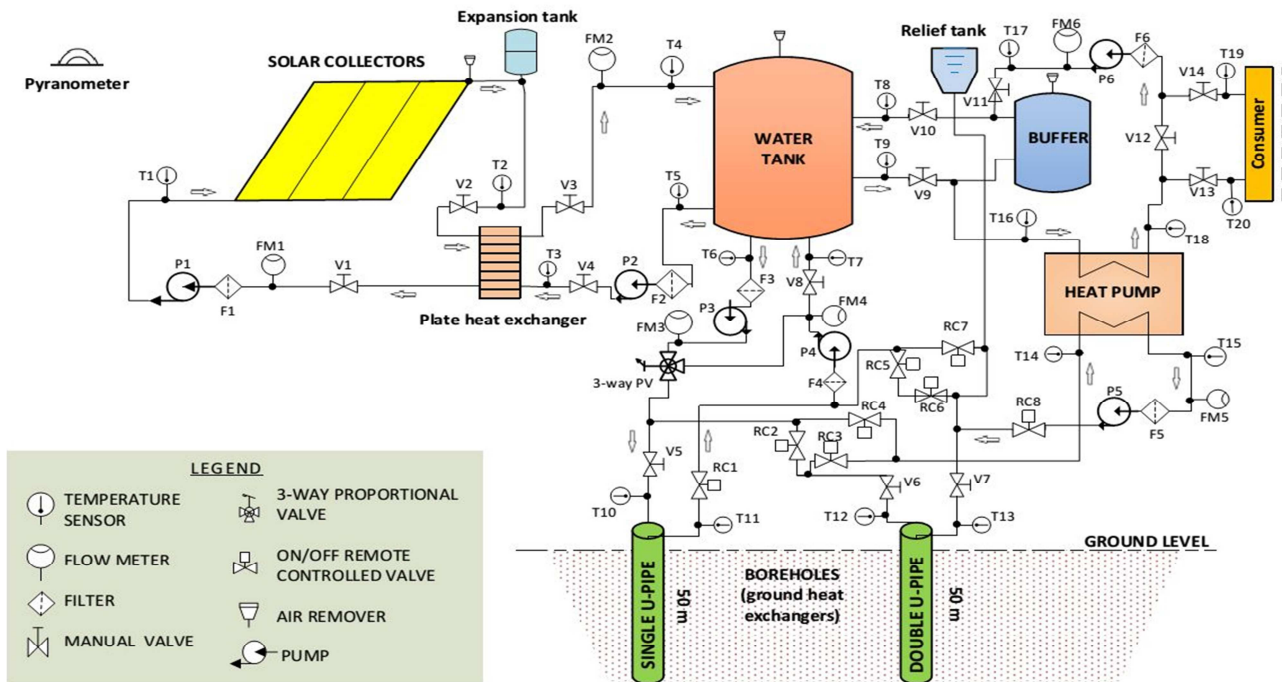 Expansion tank
FM2
T4
Relief tank
T17
FM6
F6
P6
T19
V14
Pyranometer
SOLAR COLLECTORS
V11
T8
V10
WATER
TANK
BUFFER
V12
Consumer
T1
T2
V2
V3
T5
T9
V9
V13
T20
T16
T18
FM1
P1
F1
V1
T3
V4
P2
F2
T6
F3
T7
V8
HEAT PUMP
Plate heat exchanger
P3
FM3
FM4
P4
RC7
RC5
T14
T15
3-way PV
F4
RC6
RC4
RC8
P5
F5
FM5
RC2
RC3
V5
RC1
V6
V7
T10
T11
T12
T13
LEGEND
TEMPERATURE
SENSOR
3-WAY PROPORTIONAL
VALVE
FLOW METER
ON/OFF REMOTE
CONTROLLED VALVE
FILTER
AIR REMOVER
MANUAL VALVE
PUMP
GROUND LEVEL
SINGLE U-PIPE
50 m
BOREHOLES
(ground heat
exchangers)
DOUBLE U-PIPE
50 m